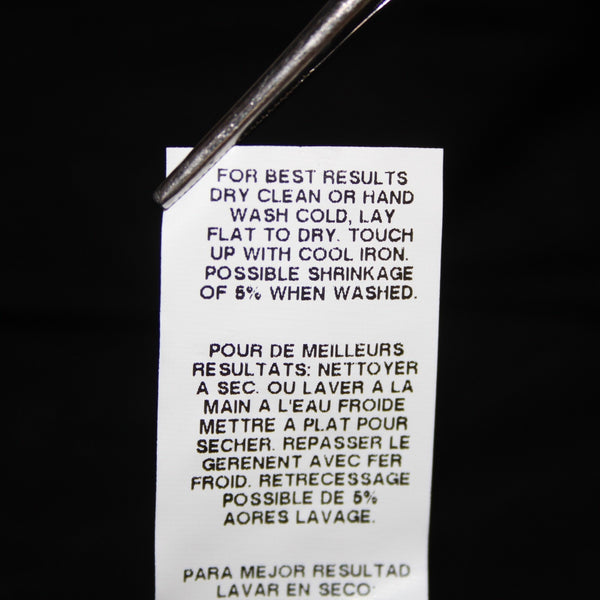 FOR BEST RESULTS
DRY CLEAN OR HAND
WASH COLD, LAY
FLAT TO DRY. TOUCH
UP WITH COOL IRON.
POSSIBLE SHRINKAGE
OF 5% WHEN WASHED.
POUR DE MEILLEURS
RESULTATS: NETTOYER
A SEC. OU LAVER A LA
MAIN A L'EAU FROIDE
METTRE A PLAT POUR
SECHER. REPASSER LE
GERENENT AVEC FER
FROID. RETRECESSAGE
POSSIBLE DE 5%
AORES LAVAGE.
PARA MEJOR RESULTAD
LAVAR EN SECO: